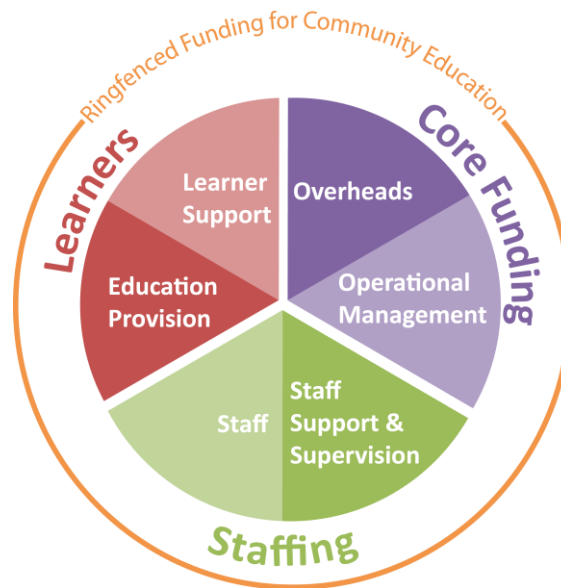 Ringfenced Funding for Community Education
Learners
Core Funding
Learner
Support
Overheads
Education
Provision
Operational
Management
Staff
Staff
Support &
Supervision
Staffing